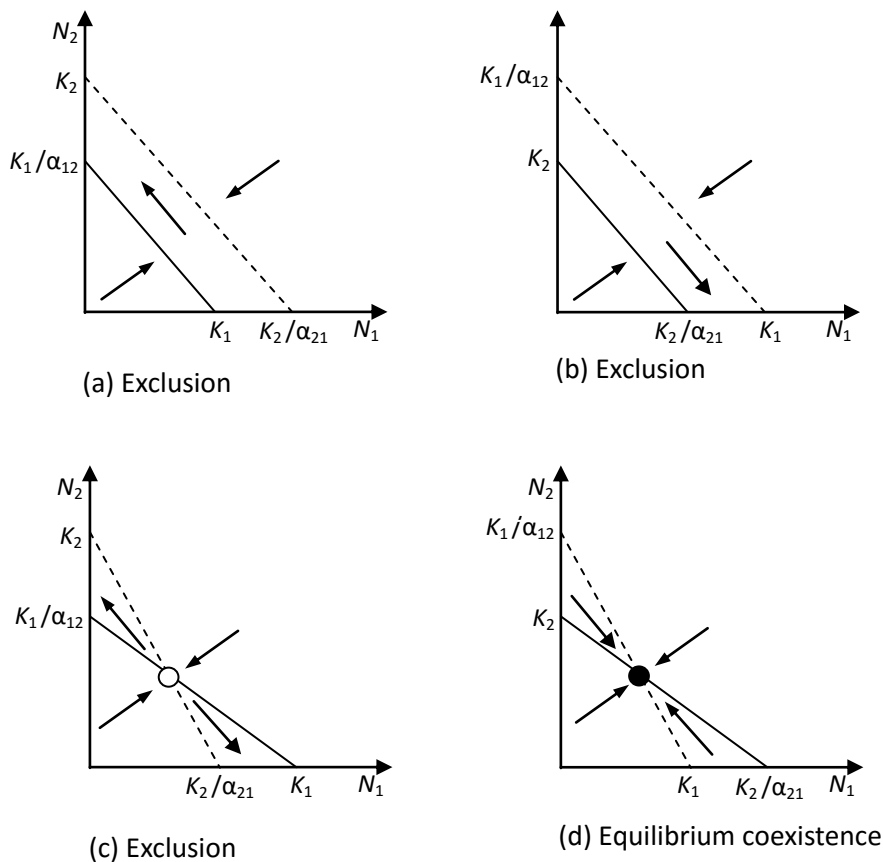 N₂
K₂
K₁/α₁₂
K₁
K₂/α₂₁
N₁
(a) Exclusion
N₂
K₁/α₁₂
K₂
K₂/α₂₁
K₁
N₁
(b) Exclusion
N₂
K₂
K₁/α₁₂
K₂/α₂₁
K₁
N₁
(c) Exclusion
N₂
K₁/α₁₂
K₂
K₁
K₂/α₂₁
N₁
(d) Equilibrium coexistence